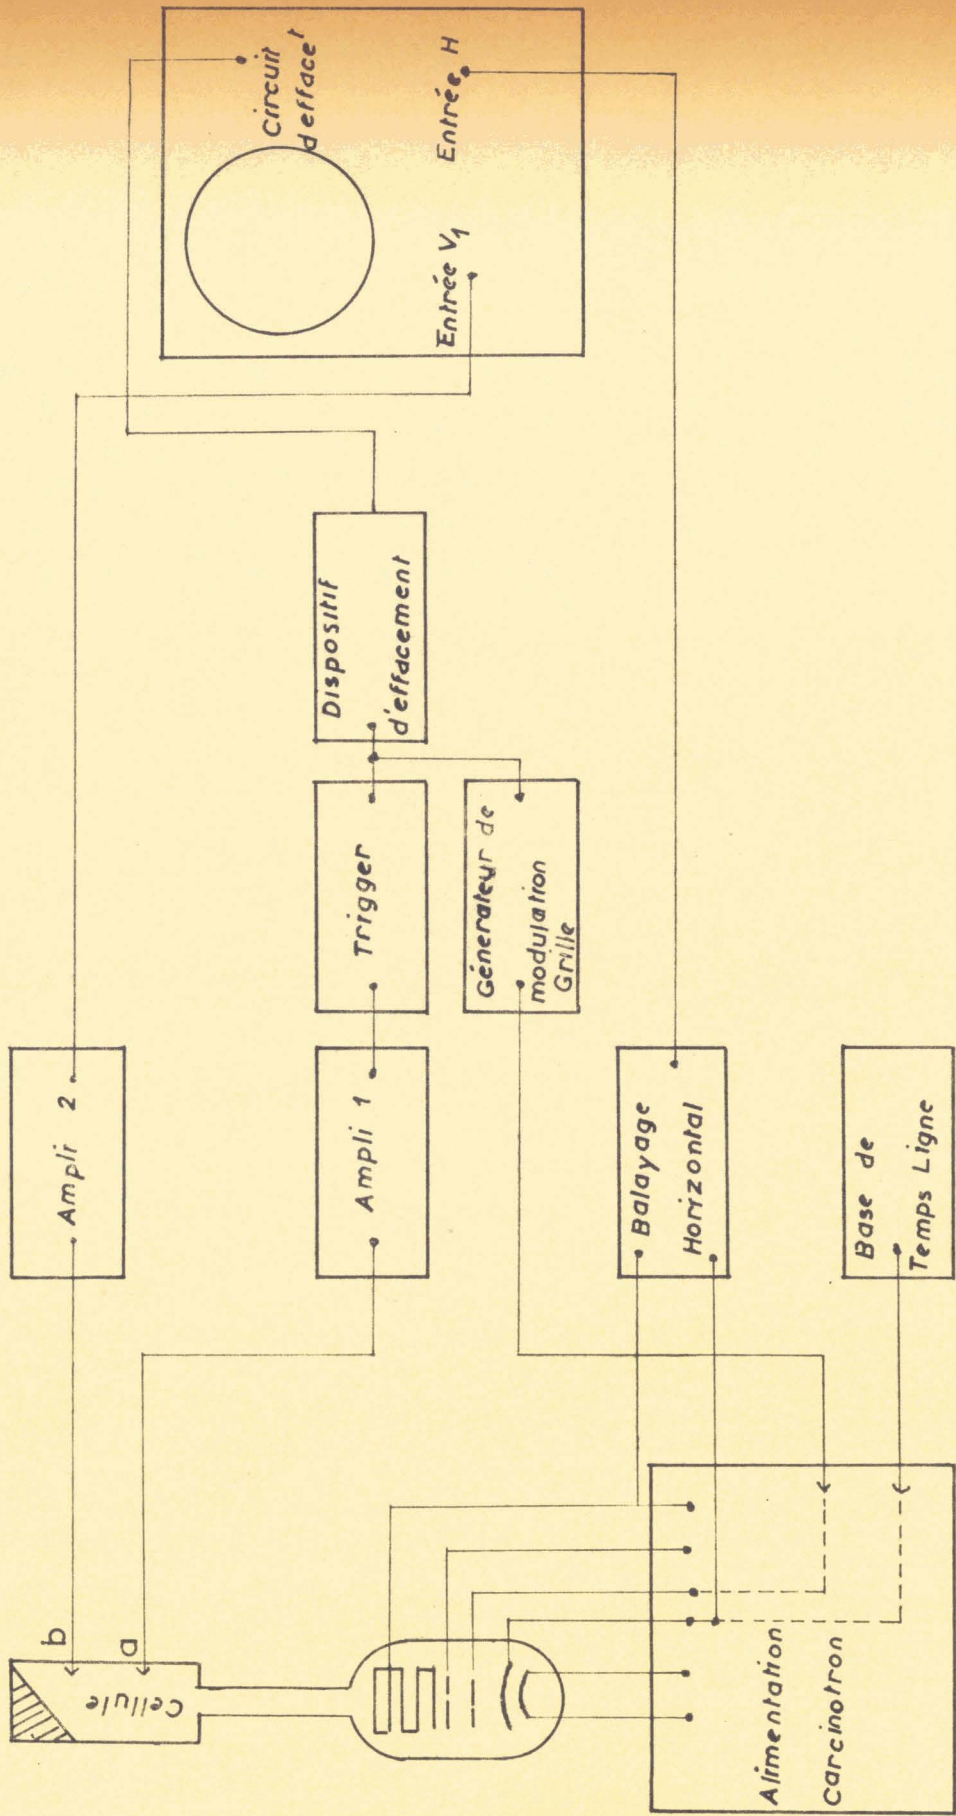 Circuit
d'efface^t
Entrée V₁
Entrée H
Dispositif
d'effacement
Trigger
Générateur de
modulation
Grille
Ampli 2
Ampli 1
Balayage
Horizontal
Base de
Temps Ligne
b
a
Cellule
Alimentation
Carcinotron